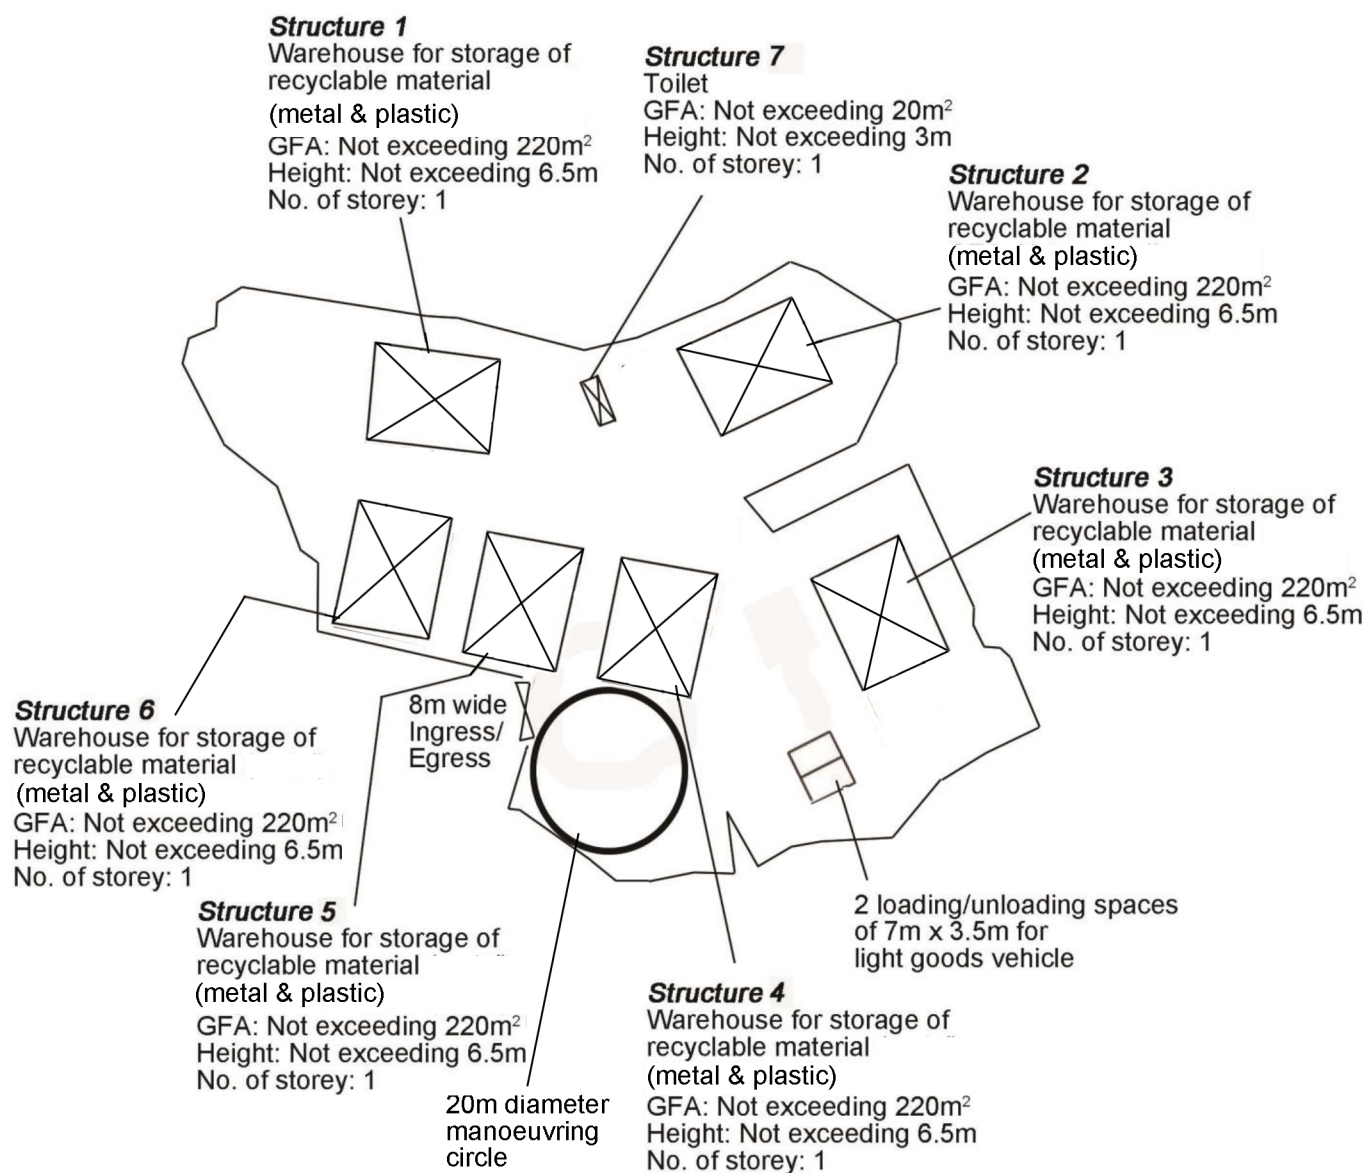 Structure 1
Warehouse for storage of
recyclable material
(metal & plastic)
GFA: Not exceeding 220m²
Height: Not exceeding 6.5m
No. of storey: 1
Structure 7
Toilet
GFA: Not exceeding 20m²
Height: Not exceeding 3m
No. of storey: 1
Structure 2
Warehouse for storage of
recyclable material
(metal & plastic)
GFA: Not exceeding 220m²
Height: Not exceeding 6.5m
No. of storey: 1
Structure 3
Warehouse for storage of
recyclable material
(metal & plastic)
GFA: Not exceeding 220m²
Height: Not exceeding 6.5m
No. of storey: 1
Structure 6
Warehouse for storage of
recyclable material
(metal & plastic)
GFA: Not exceeding 220m²
Height: Not exceeding 6.5m
No. of storey: 1
8m wide
Ingress/
Egress
Structure 5
Warehouse for storage of
recyclable material
(metal & plastic)
GFA: Not exceeding 220m²
Height: Not exceeding 6.5m
No. of storey: 1
2 loading/unloading spaces
of 7m x 3.5m for
light goods vehicle
Structure 4
Warehouse for storage of
recyclable material
(metal & plastic)
GFA: Not exceeding 220m²
Height: Not exceeding 6.5m
No. of storey: 1
20m diameter
manoeuvring
circle